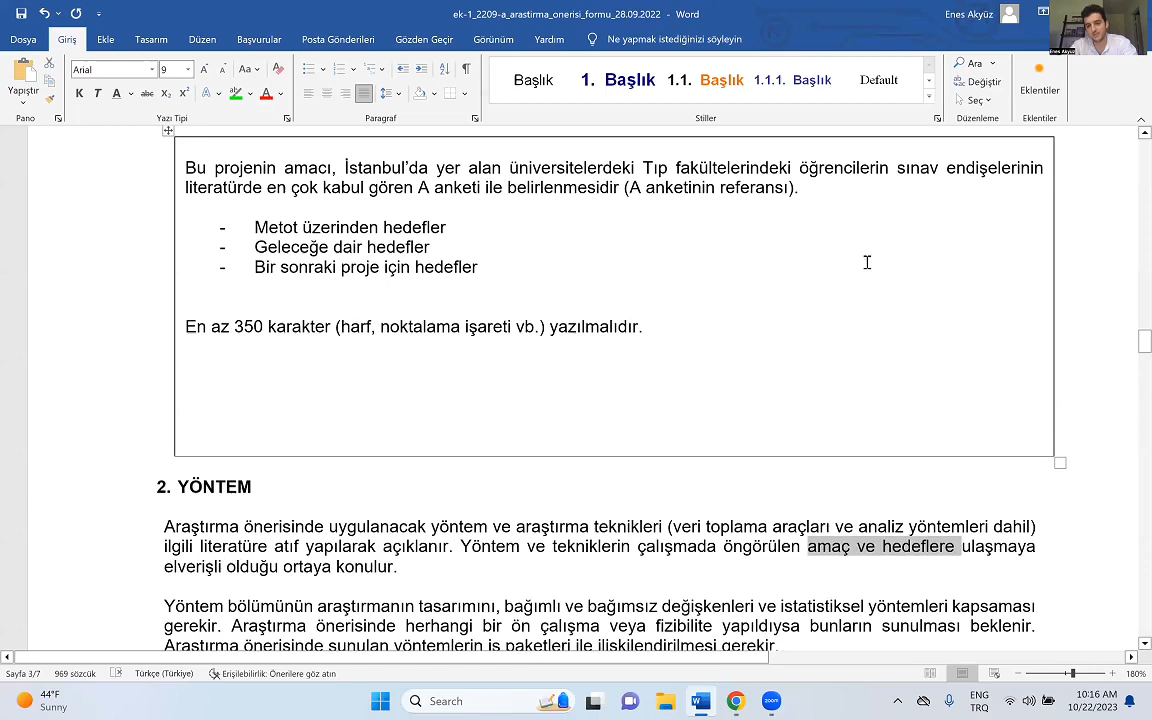 ek-1_2209-a_arastirma_onerisi_formu_28.09.2022 - Word
Enes Akyüz
Dosya Giriş Ekle Tasarım Düzen Başvurular Posta Gönderileri Gözden Geçir Görünüm Yardım Ne yapmak istediğinizi söyleyin
Enes Akyüz
Yapıştır
Arial 9
Aa
K T A abc x₂ x² A A
Başlık 1. Başlık 1.1. Başlık 1.1.1. Başlık Default
Ara
Değiştir
Seç
Eklentiler
Pano Yazı Tipi Paragraf Stiller Düzenleme Eklentiler
Bu projenin amacı, İstanbul’da yer alan üniversitelerdeki Tıp fakültelerindeki öğrencilerin sınav endişelerinin
literatürde en çok kabul gören A anketi ile belirlenmesidir (A anketinin referansı).
- Metot üzerinden hedefler
- Geleceğe dair hedefler
- Bir sonraki proje için hedefler
En az 350 karakter (harf, noktalama işareti vb.) yazılmalıdır.
2. YÖNTEM
Araştırma önerisinde uygulanacak yöntem ve araştırma teknikleri (veri toplama araçları ve analiz yöntemleri dahil)
ilgili literatüre atıf yapılarak açıklanır. Yöntem ve tekniklerin çalışmada öngörülen amaç ve hedeflere ulaşmaya
elverişli olduğu ortaya konulur.
Yöntem bölümünün araştırmanın tasarımını, bağımlı ve bağımsız değişkenleri ve istatistiksel yöntemleri kapsaması
gerekir. Araştırma önerisinde herhangi bir ön çalışma veya fizibilite yapıldıysa bunların sunulması beklenir.
Araştırma önerisinde sunulan yöntemlerin iş paketleri ile ilişkilendirilmesi gerekir.
Sayfa 3/7 969 sözcük Türkçe (Türkiye) Erişilebilirlik: Önerilere göz atın 180%
44°F
Sunny
Search
zoom
ENG
TRQ
10:16 AM
10/22/2023